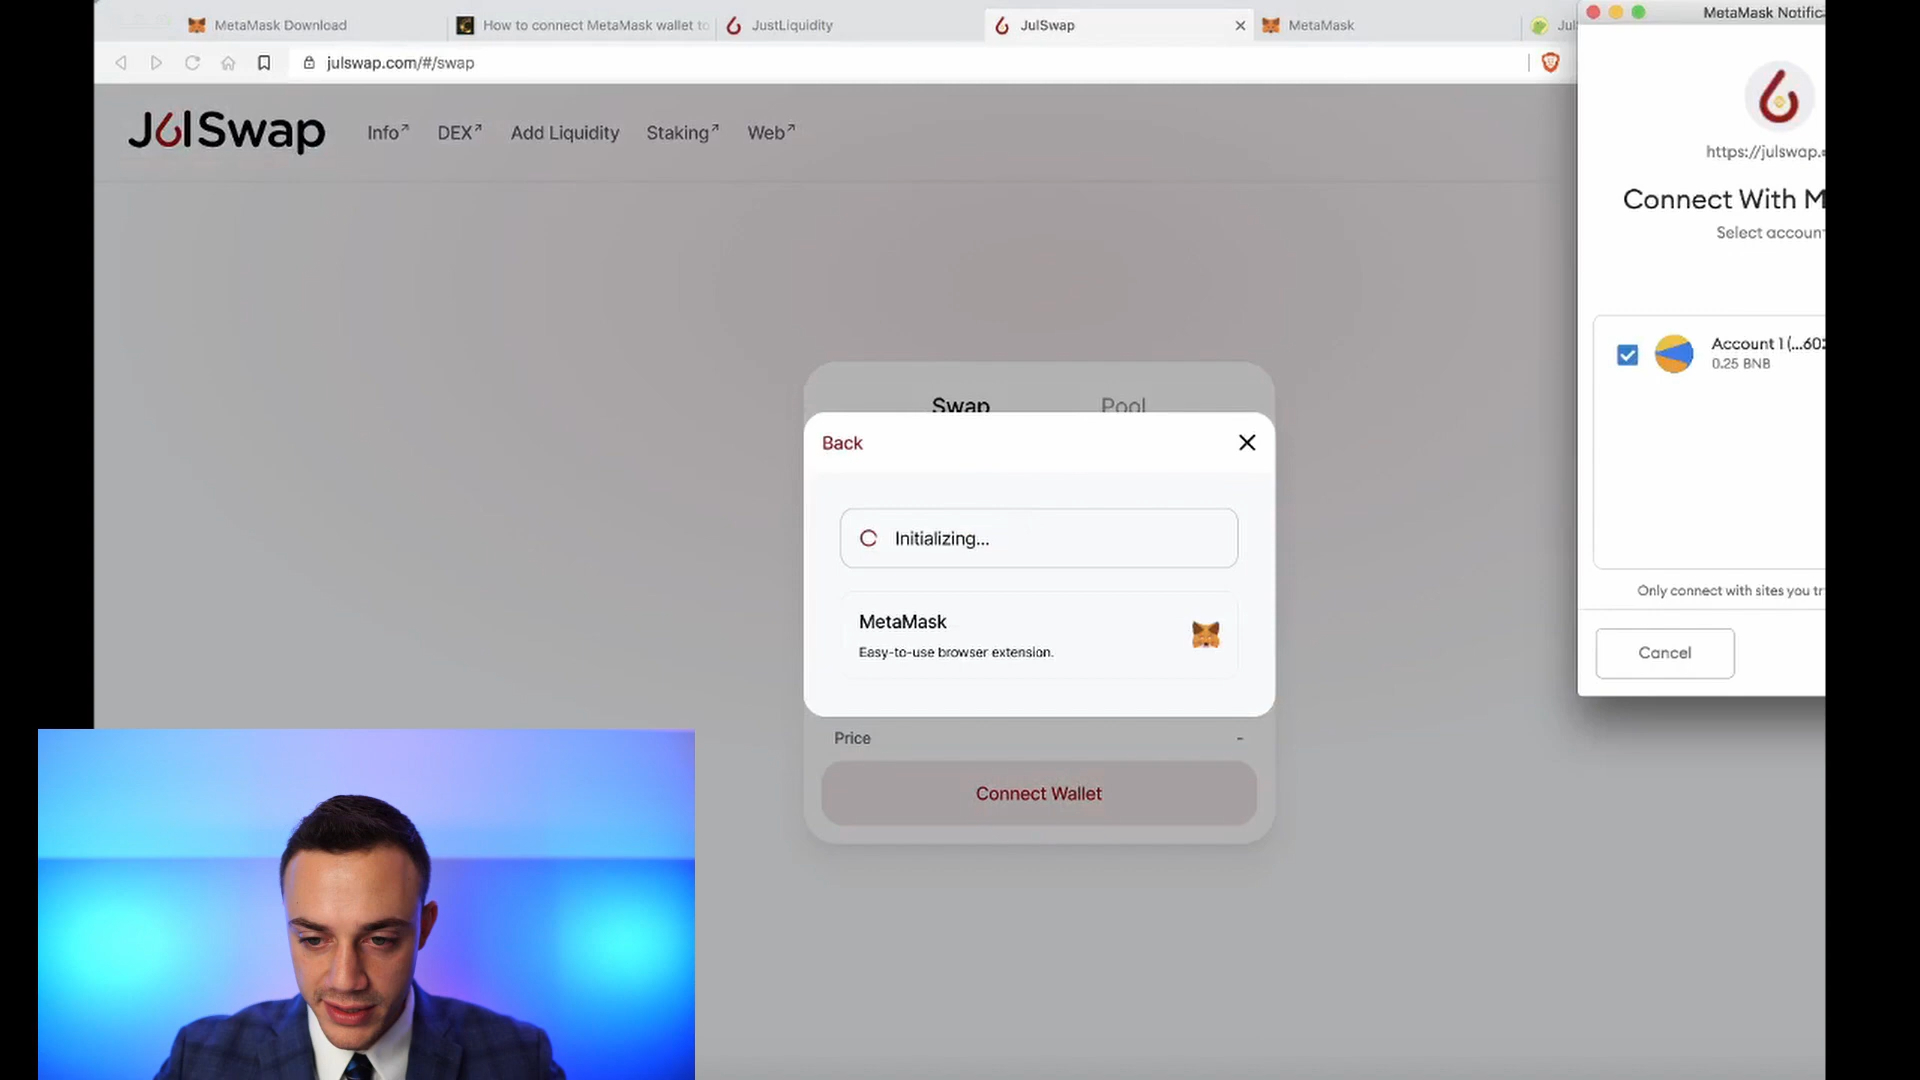 MetaMask Download
How to connect MetaMask wallet to
JustLiquidity
JulSwap
MetaMask
Jul
MetaMask Notific
julswap.com/#/swap
JulSwap
Info↗
DEX↗
Add Liquidity
Staking↗
Web↗
https://julswap.
Connect With M
Select accoun
Account 1 (...60
0.25 BNB
Only connect with sites you tr
Cancel
Swap
Pool
Back
Initializing...
MetaMask
Easy-to-use browser extension.
Price
-
Connect Wallet